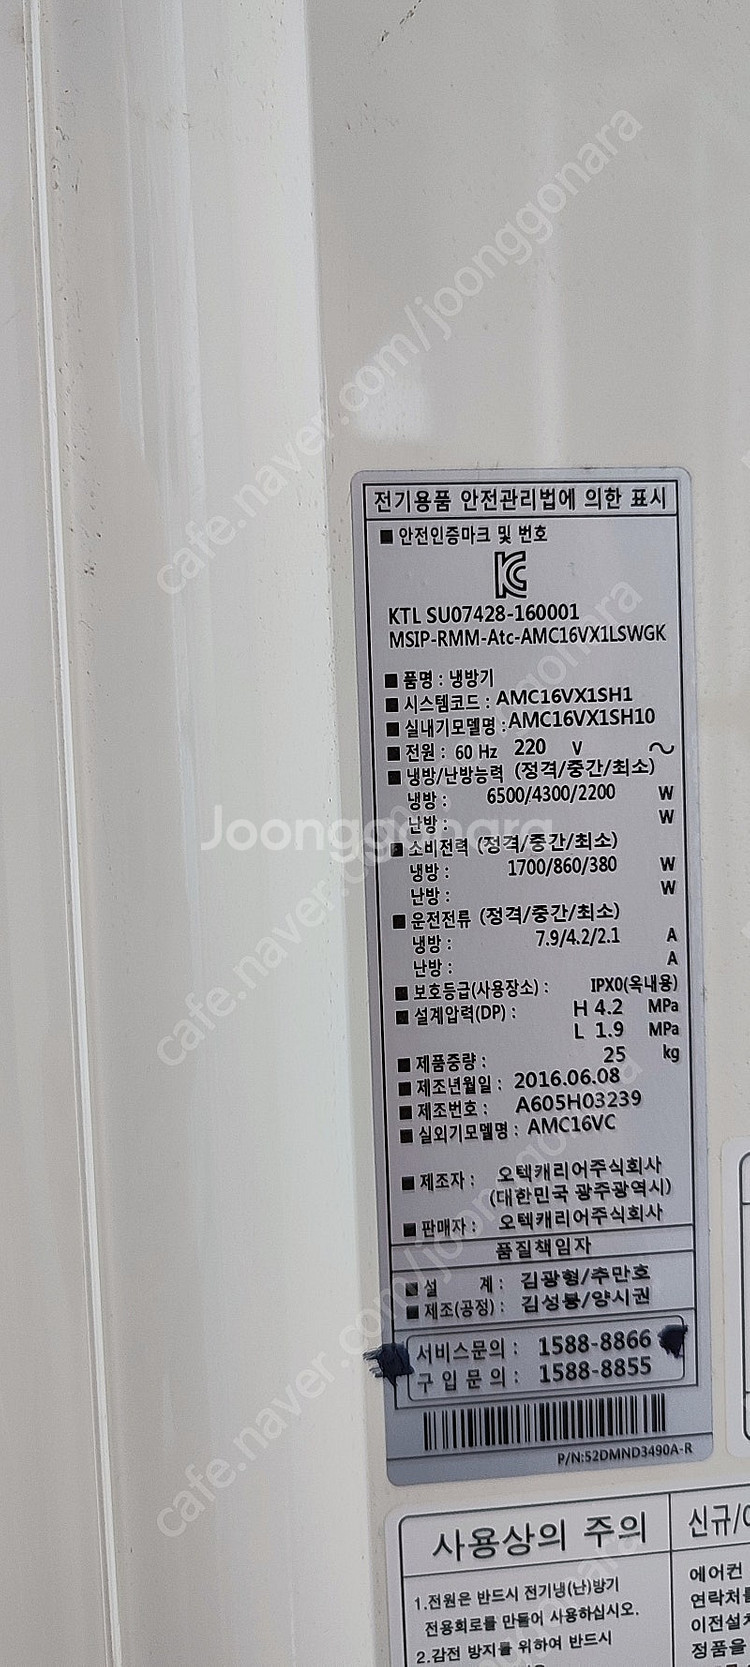 전기용품 안전관리법에 의한 표시
■ 안전인증마크 및 번호
KTL SU07428-160001
MSIP-RMM-Atc-AMC16VX1LSWGK
■ 품명 : 냉방기
■ 시스템코드 : AMC16VX1SH1
■ 실내기모델명 : AMC16VX1SH10
■ 전원 : 60 Hz 220 V ~
■ 냉방/난방능력 (정격/중간/최소)
냉방 : 6500/4300/2200 W
난방 : W
■ 소비전력 (정격/중간/최소)
냉방 : 1700/860/380 W
난방 : W
■ 운전전류 (정격/중간/최소)
냉방 : 7.9/4.2/2.1 A
난방 : A
■ 보호등급(사용장소) : IPX0(옥내용)
■ 설계압력(DP) : H 4.2 MPa
L 1.9 MPa
■ 제품중량 : 25 kg
■ 제조년월일 : 2016.06.08
■ 제조번호 : A605H03239
■ 실외기모델명 : AMC16VC
■ 제조자 : 오텍캐리어주식회사
(대한민국 광주광역시)
■ 판매자 : 오텍캐리어주식회사
품질책임자
■ 설 계 : 김광형/추만호
■ 제조(공정) : 김성붕/양시권
서비스문의 : 1588-8866
구입문의 : 1588-8855
P/N:52DMND3490A-R
사용상의 주의
1.전원은 반드시 전기냉(난)방기
전용회로를 만들어 사용하십시오.
2.감전 방지를 위하여 반드시
신규/
에어컨
연락처를
이전설치
정품을
Joonggonara
cafe.naver.com/joonggonara
cafe.naver.com/joonggonara
cafe.naver.com/joonggonara